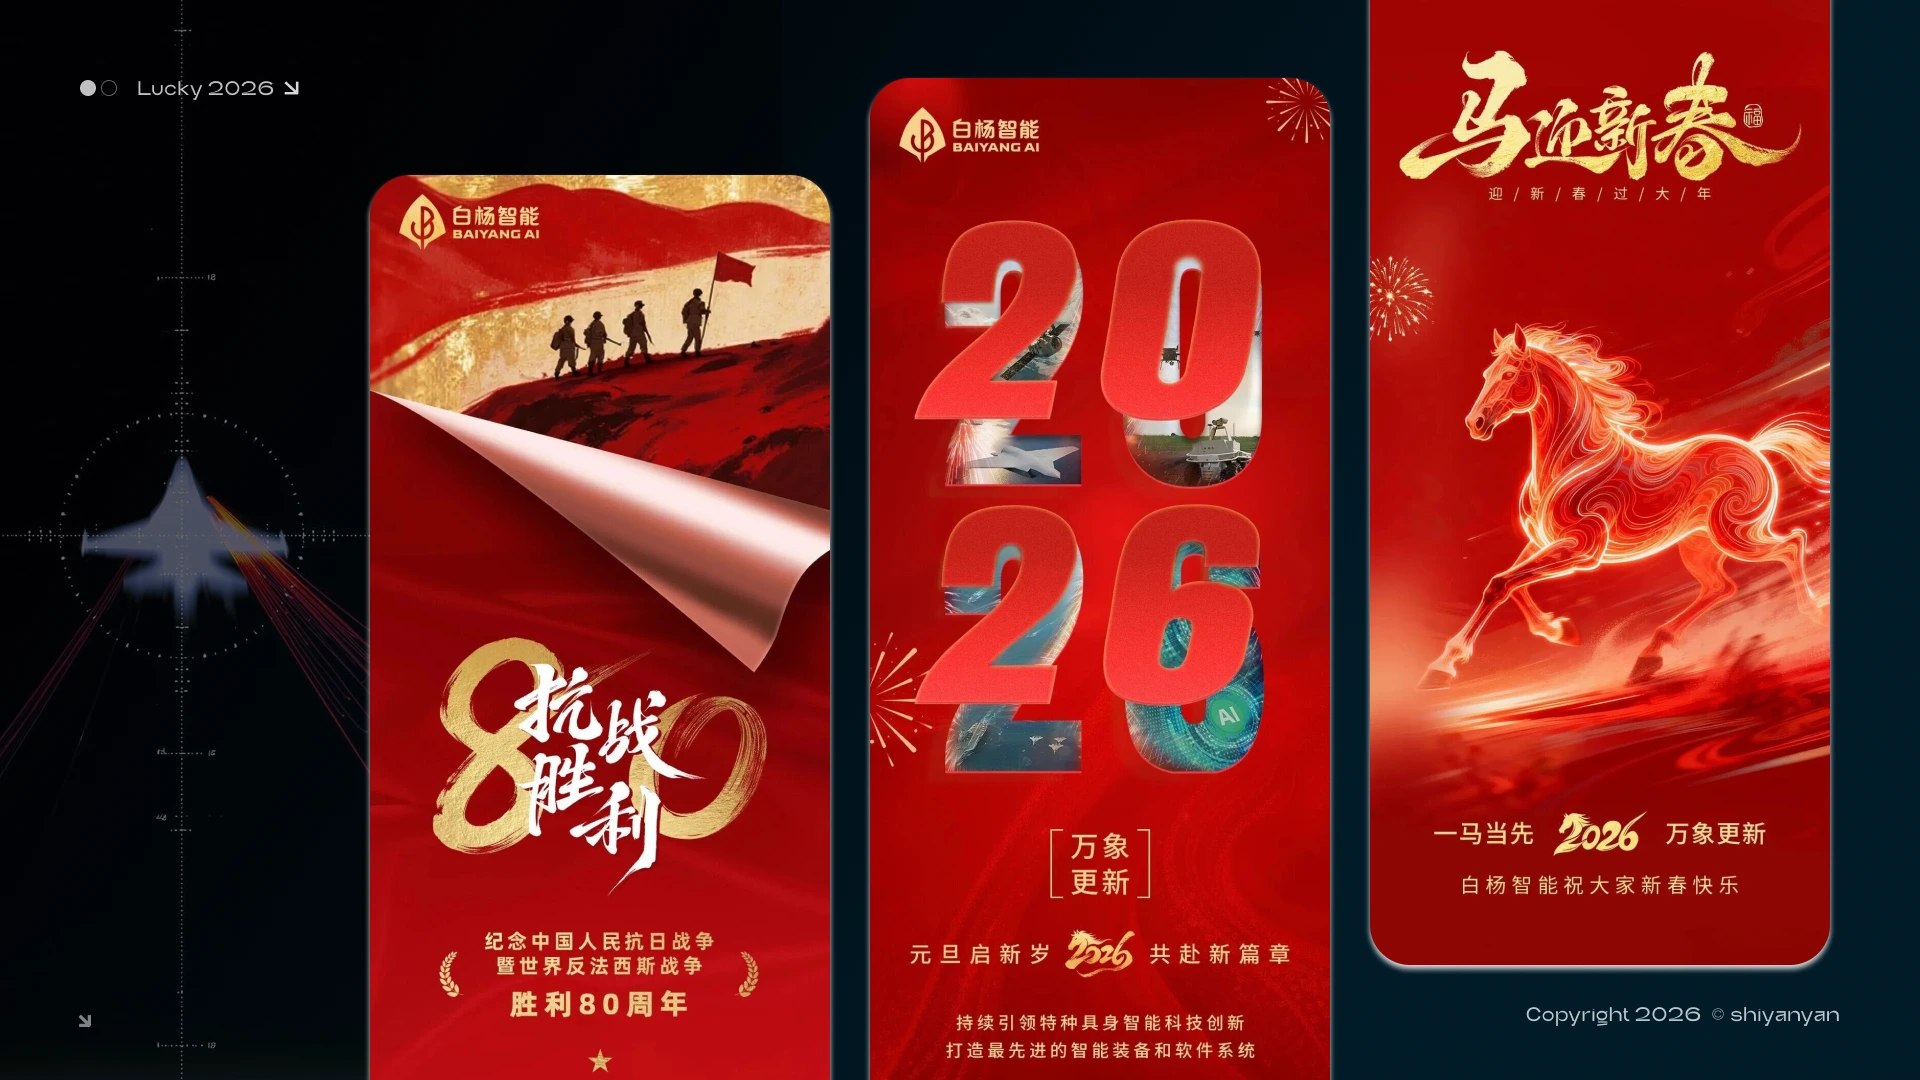 Lucky 2026
白杨智能
BAIYANG AI
80
抗战
胜利
纪念中国人民抗日战争
暨世界反法西斯战争
胜利80周年
白杨智能
BAIYANG AI
20
26
AI
万象
更新
元旦启新岁 2026 共赴新篇章
持续引领特种具身智能科技创新
打造最先进的智能装备和软件系统
马迎新春
福
迎/新/春/过/大/年
一马当先 2026 万象更新
白杨智能祝大家新春快乐
Copyright 2026 © shiyanyan